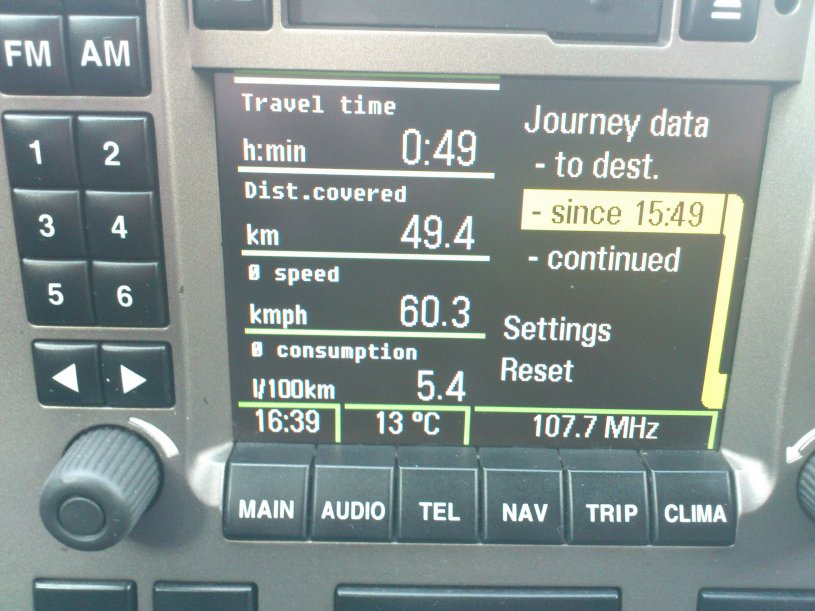 FM AM
1 2
3 4
5 6
Travel time
h:min 0:49
Dist.covered
km 49.4
Ø speed
kmph 60.3
Ø consumption
l/100km 5.4
Journey data
- to dest.
- since 15:49
- continued
Settings
Reset
16:39 13 ºC 107.7 MHz
MAIN AUDIO TEL NAV TRIP CLIMA